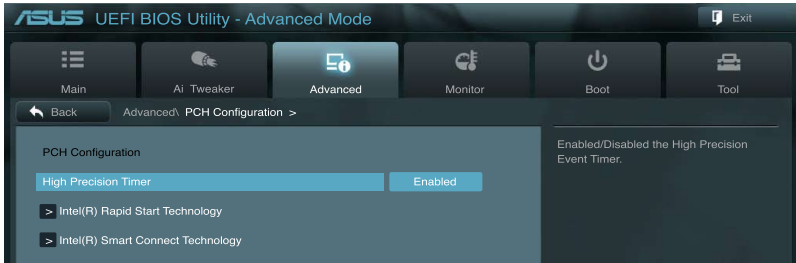 ASUS UEFI BIOS Utility - Advanced Mode
Exit
Main
Ai Tweaker
Advanced
Monitor
Boot
Tool
Back
Advanced\ PCH Configuration >
PCH Configuration
High Precision Timer
Enabled
> Intel(R) Rapid Start Technology
> Intel(R) Smart Connect Technology
Enabled/Disabled the High Precision
Event Timer.